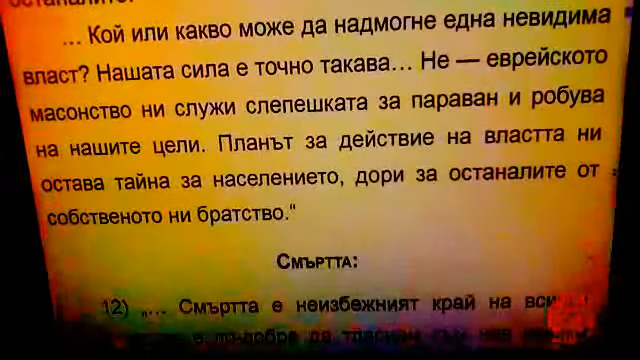 останалите.
… Кой или какво може да надмогне една невидима
власт? Нашата сила е точно такава… Не — еврейското
масонство ни служи слепешката за параван и робува
на нашите цели. Планът за действие на властта ни
остава тайна за населението, дори за останалите от
собственото ни братство."
СМЪРТТА:
12) „… Смъртта е неизбежният край на